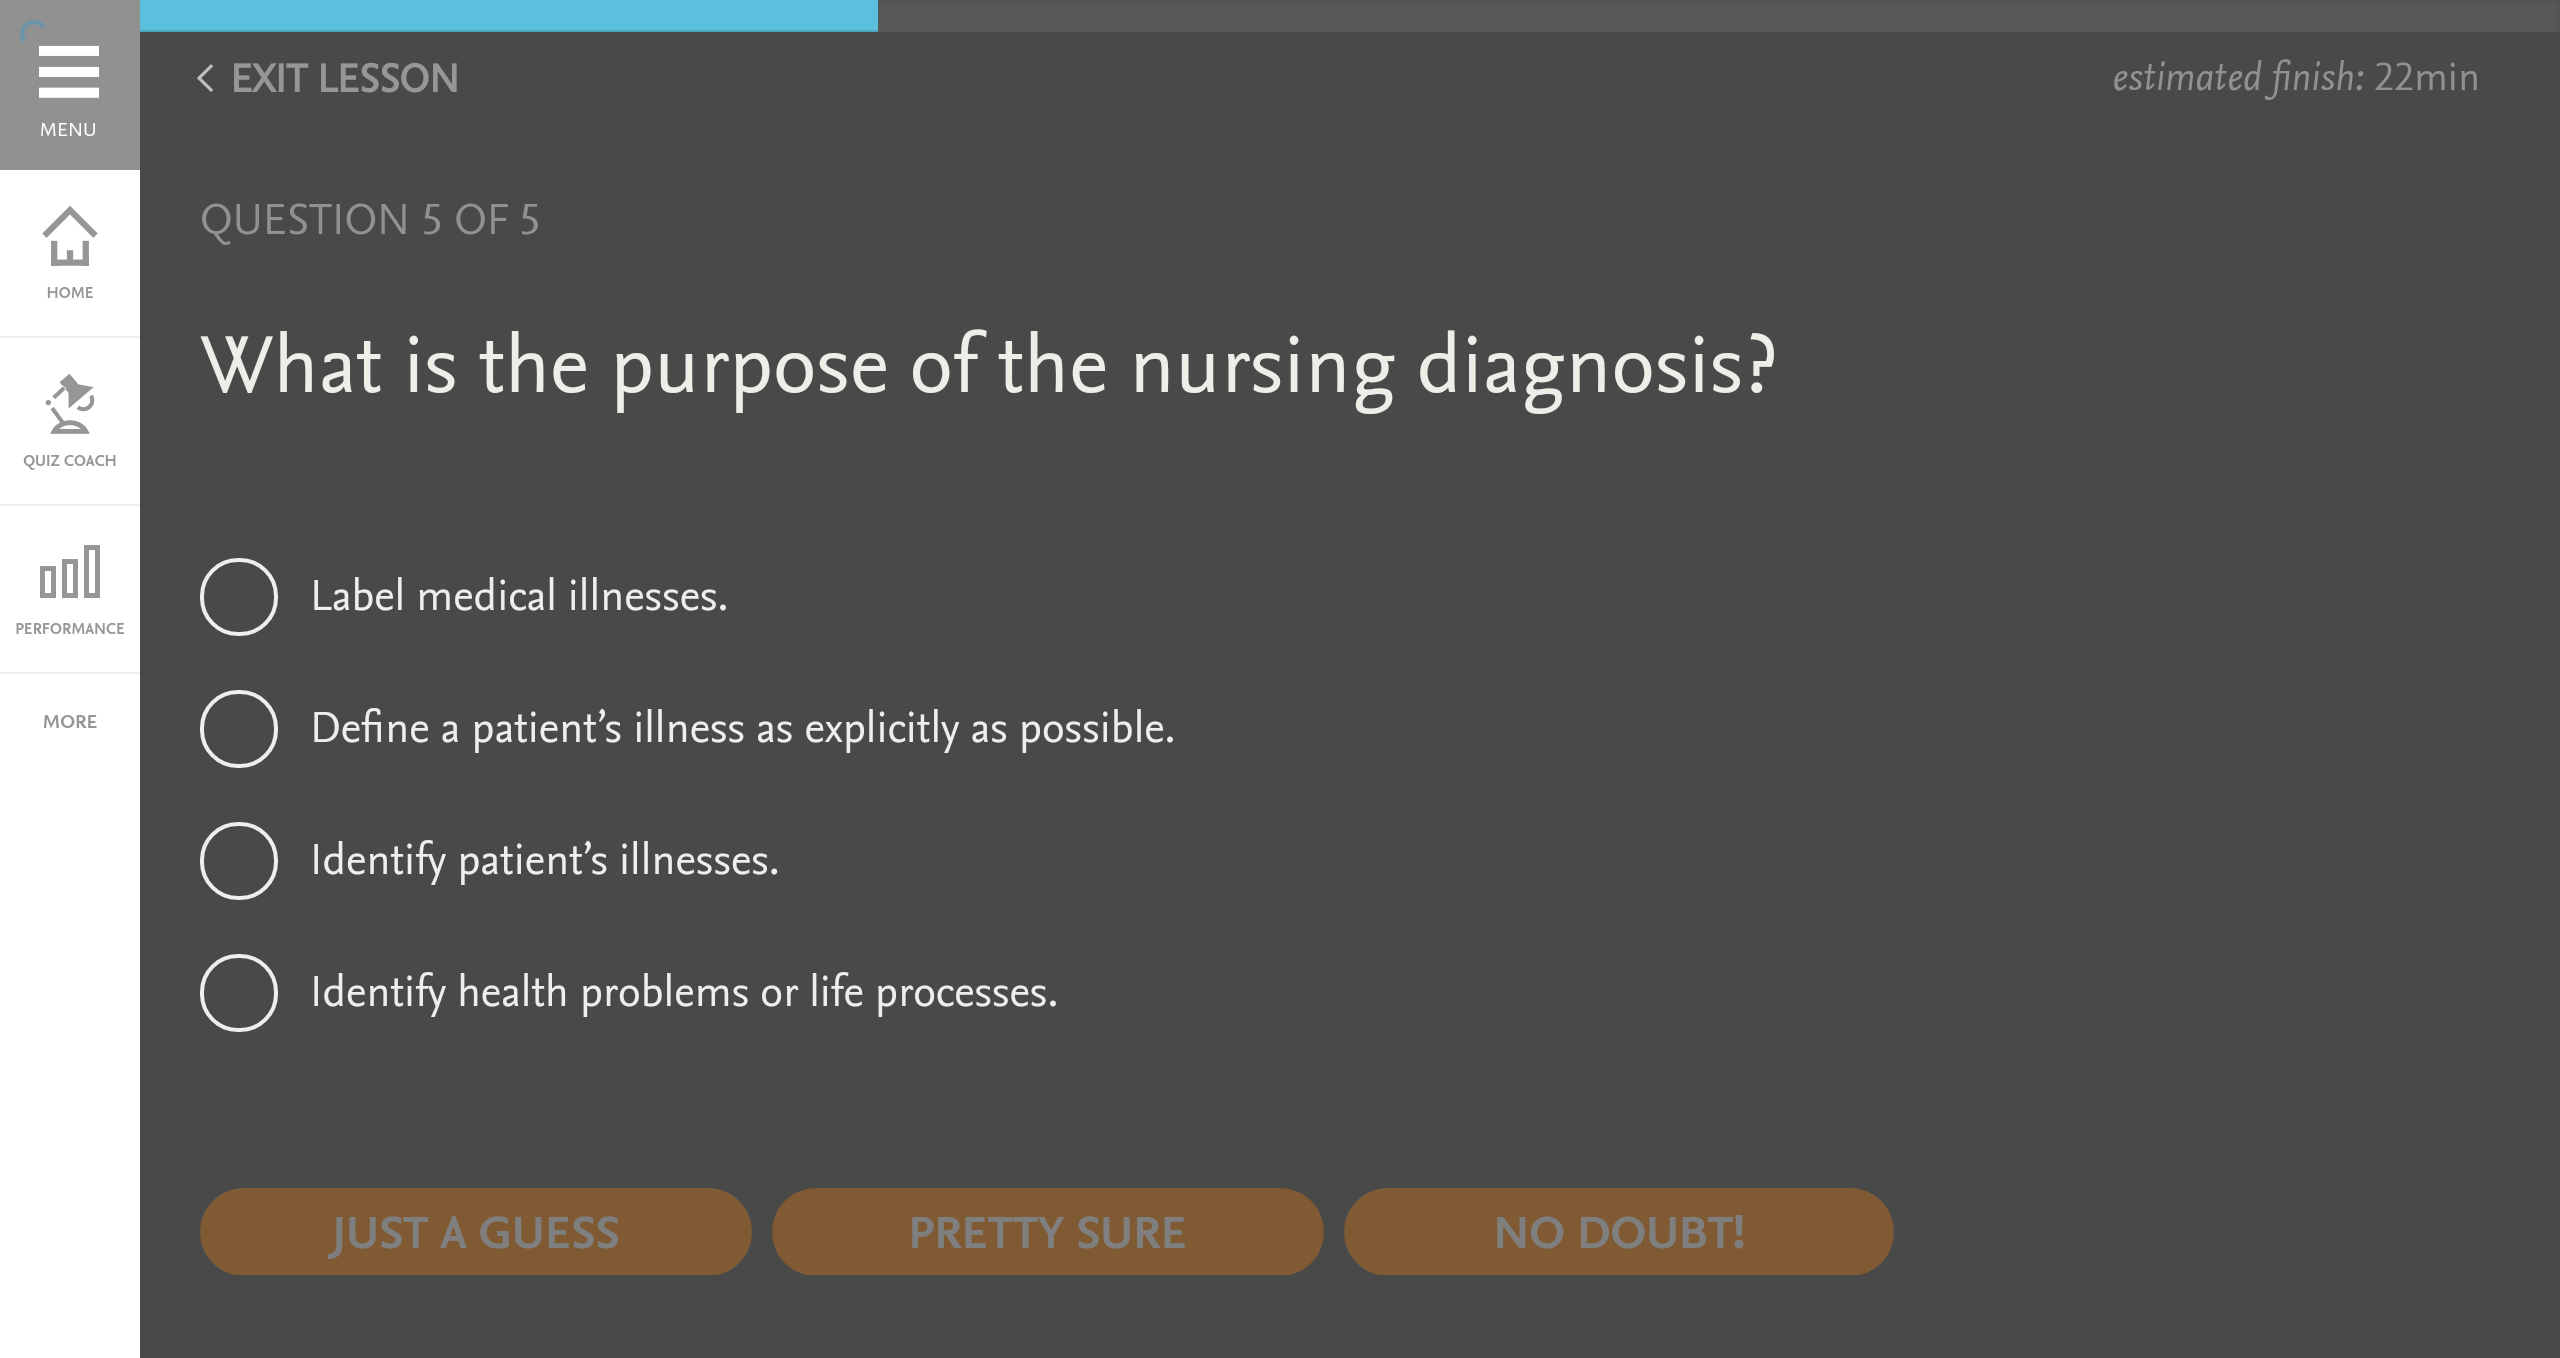 MENU
HOME
QUIZ COACH
PERFORMANCE
MORE
EXIT LESSON
estimated finish: 22min
QUESTION 5 OF 5
What is the purpose of the nursing diagnosis?
Label medical illnesses.
Define a patient’s illness as explicitly as possible.
Identify patient’s illnesses.
Identify health problems or life processes.
JUST A GUESS
PRETTY SURE
NO DOUBT!